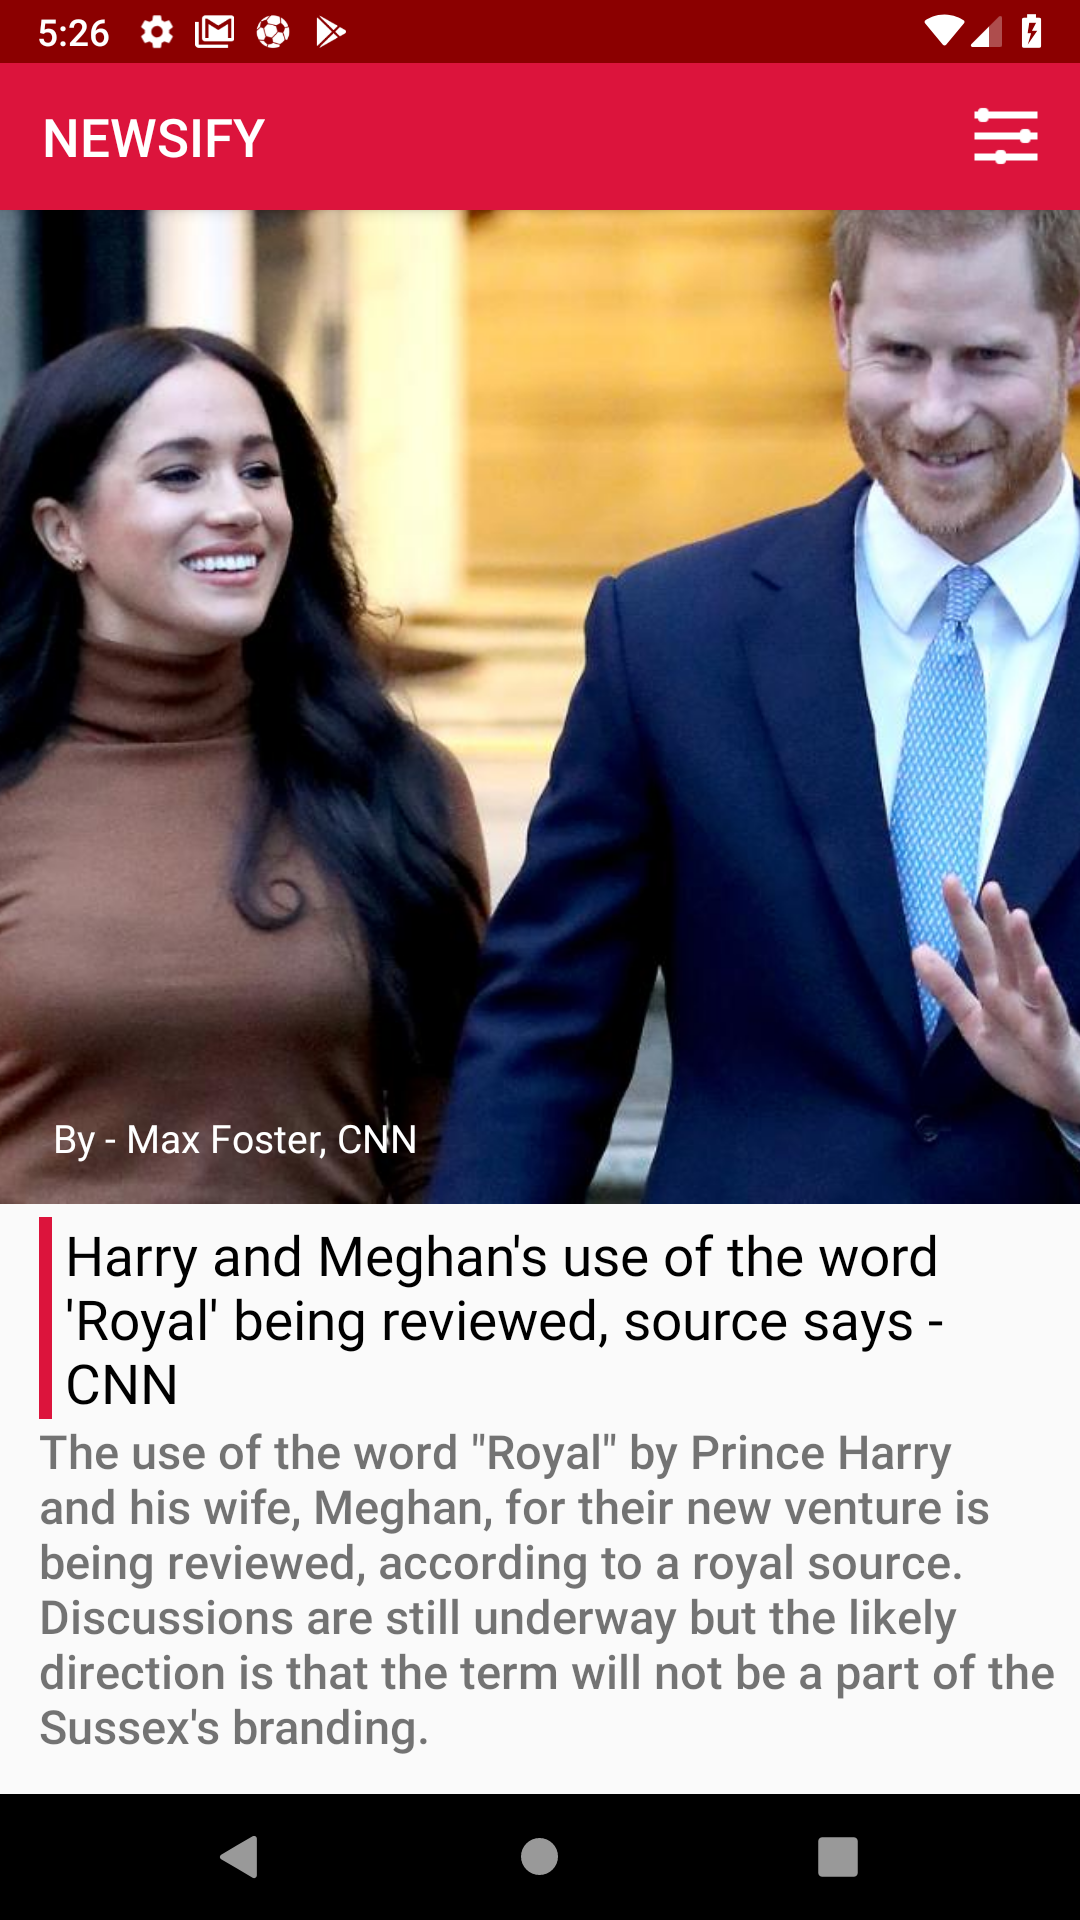 5:26
NEWSIFY
By - Max Foster, CNN
Harry and Meghan's use of the word
'Royal' being reviewed, source says -
CNN
The use of the word "Royal" by Prince Harry
and his wife, Meghan, for their new venture is
being reviewed, according to a royal source.
Discussions are still underway but the likely
direction is that the term will not be a part of the
Sussex's branding.